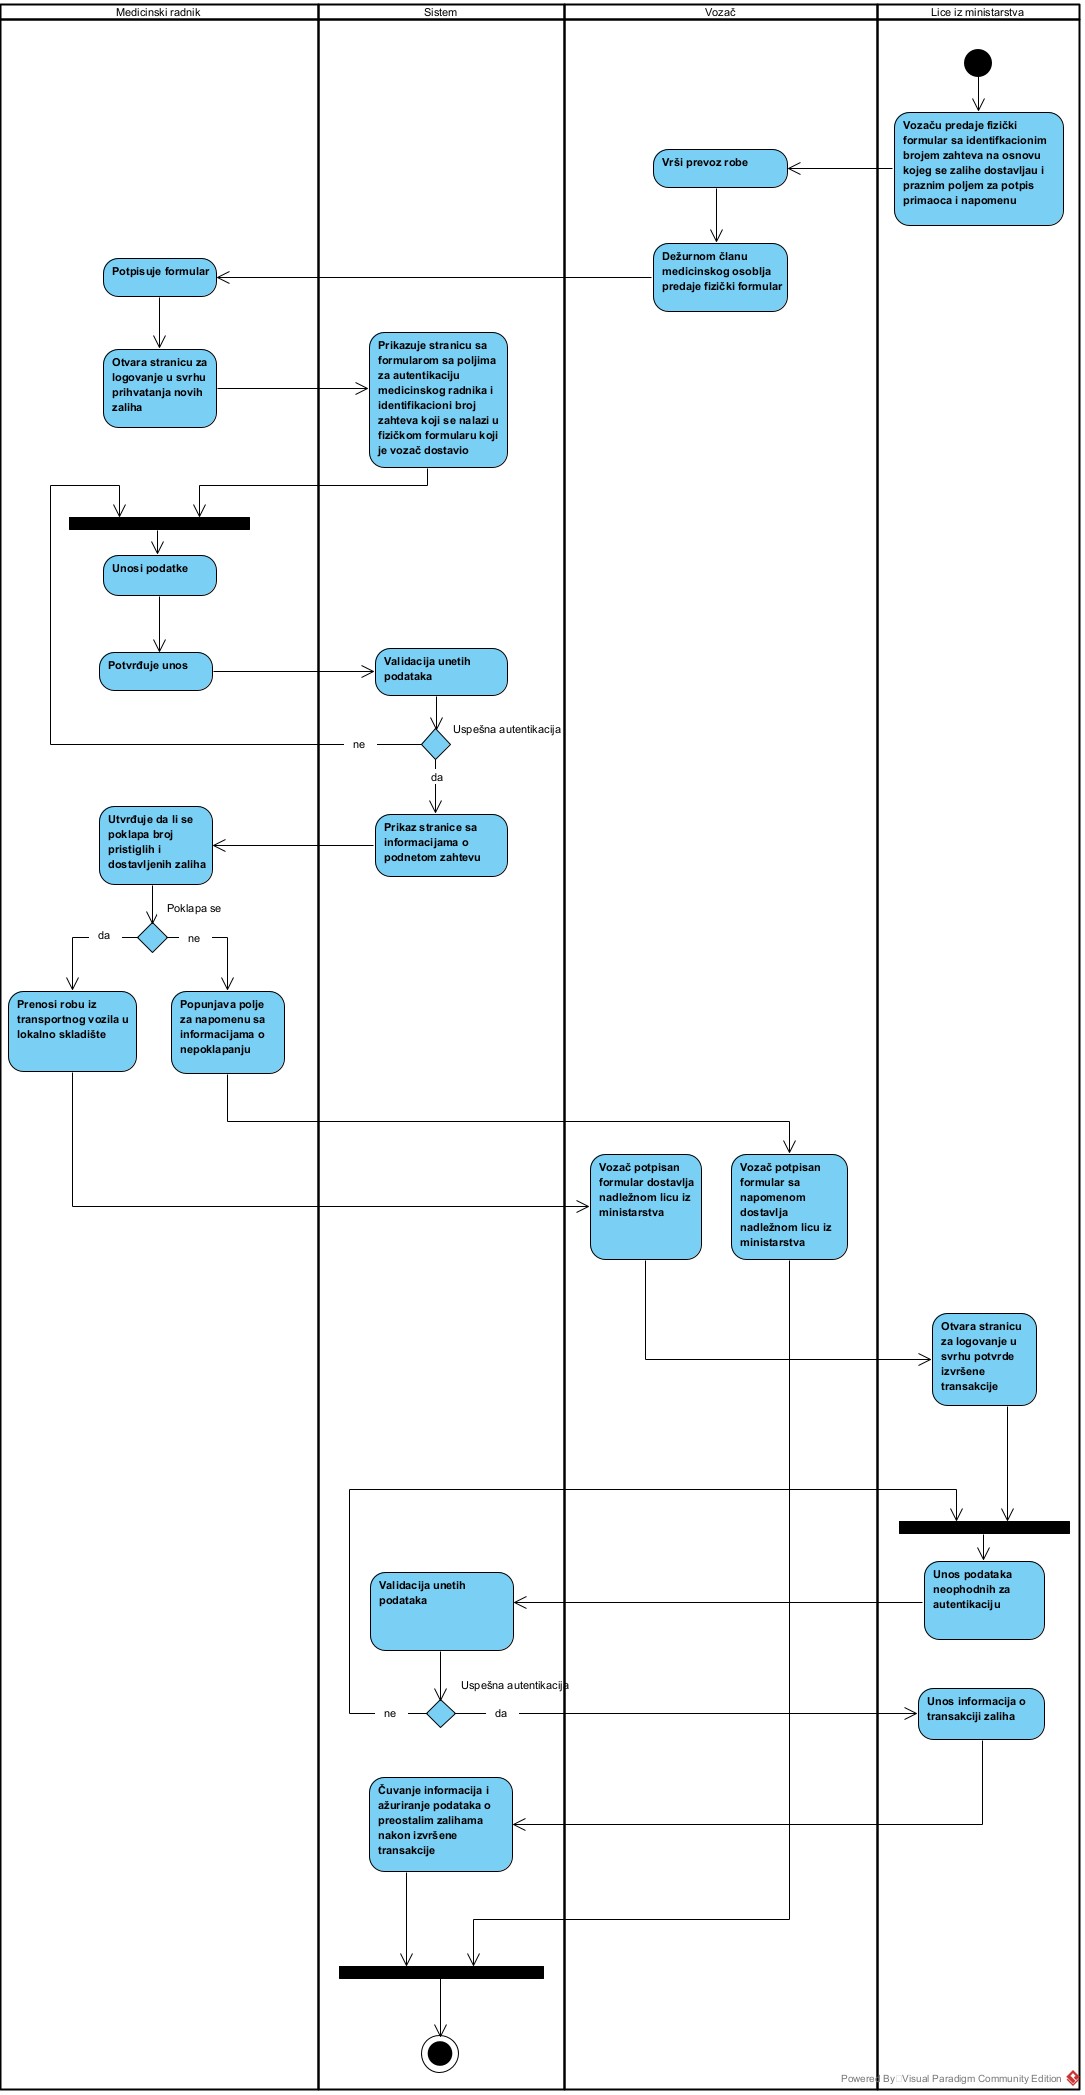 Medicinski radnik
Sistem
Vozač
Lice iz ministarstva
Vozaču predaje fizički
formular sa identifkacionim
brojem zahteva na osnovu
kojeg se zalihe dostavljau i
praznim poljem za potpis
primaoca i napomenu
Vrši prevoz robe
Dežurnom članu
medicinskog osoblja
predaje fizički formular
Potpisuje formular
Otvara stranicu za
logovanje u svrhu
prihvatanja novih
zaliha
Prikazuje stranicu sa
formularom sa poljima
za autentikaciju
medicinskog radnika i
identifikacioni broj
zahteva koji se nalazi u
fizičkom formularu koji
je vozač dostavio
Unosi podatke
Potvrđuje unos
Validacija unetih
podataka
Uspešna autentikacija
ne
da
Prikaz stranice sa
informacijama o
podnetom zahtevu
Utvrđuje da li se
poklapa broj
pristiglih i
dostavljenih zaliha
Poklapa se
da
ne
Prenosi robu iz
transportnog vozila u
lokalno skladište
Popunjava polje
za napomenu sa
informacijama o
nepoklapanju
Vozač potpisan
formular dostavlja
nadležnom licu iz
ministarstva
Vozač potpisan
formular sa
napomenom
dostavlja
nadležnom licu iz
ministarstva
Otvara stranicu
za logovanje u
svrhu potvrde
izvršene
transakcije
Unos podataka
neophodnih za
autentikaciju
Validacija unetih
podataka
Uspešna autentikacija
ne
da
Unos informacija o
transakciji zaliha
Čuvanje informacija i
ažuriranje podataka o
preostalim zalihama
nakon izvršene
transakcije
Powered By Visual Paradigm Community Edition